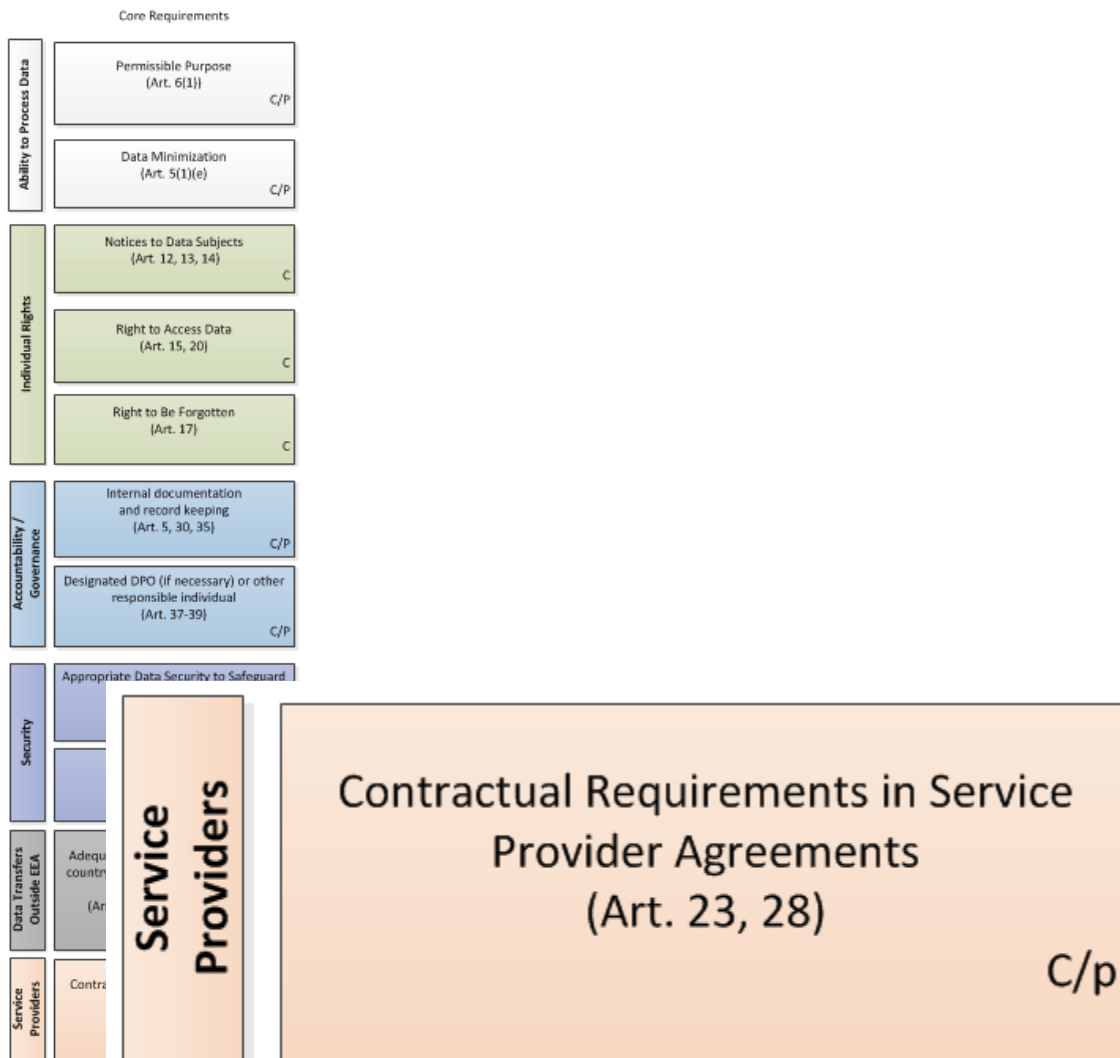 Core Requirements
Ability to Process Data
Permissible Purpose
(Art. 6(1))
C/P
Data Minimization
(Art. 5(1)(e)
C/P
Individual Rights
Notices to Data Subjects
(Art. 12, 13, 14)
C
Right to Access Data
(Art. 15, 20)
C
Right to Be Forgotten
(Art. 17)
C
Accountability /
Governance
Internal documentation
and record keeping
(Art. 5, 30, 35)
C/P
Designated DPO (if necessary) or other
responsible individual
(Art. 37-39)
C/P
Security
Appropriate Data Security to Safeguard
Data Transfers
Outside EEA
Adequ
country
(Ar
Service
Providers
Contra
Service
Providers
Contractual Requirements in Service
Provider Agreements
(Art. 23, 28)
C/p